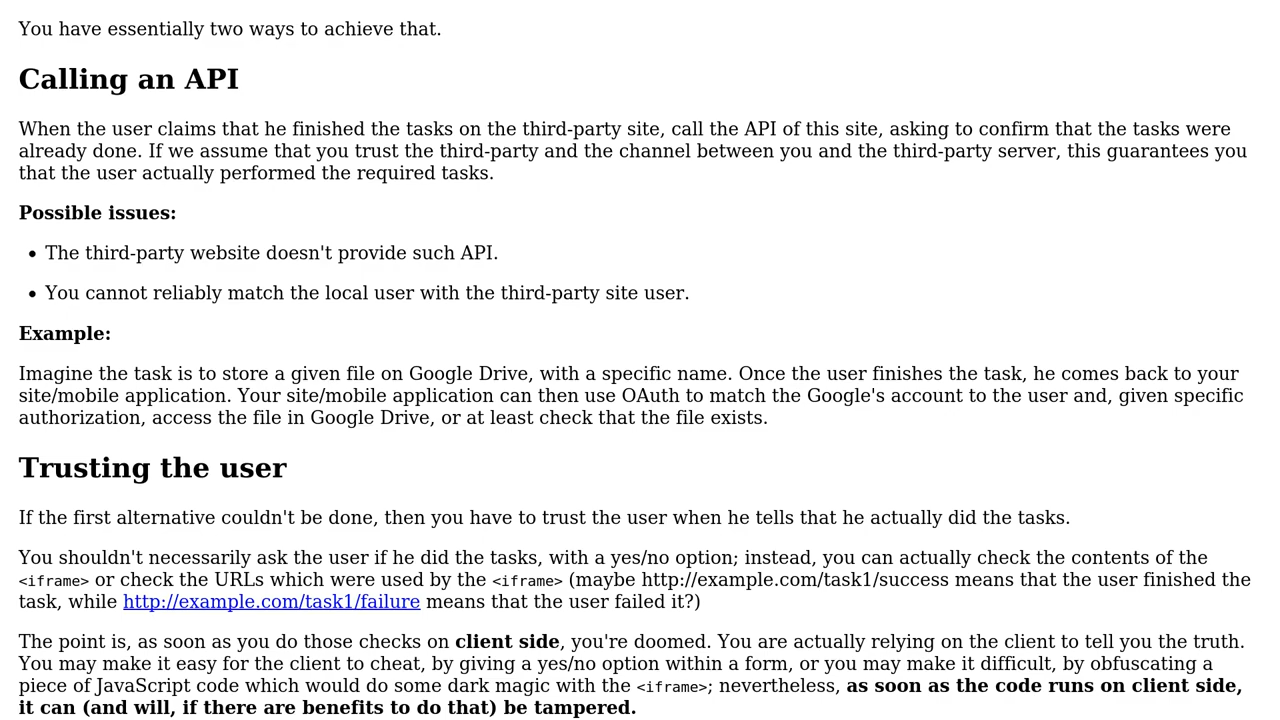 You have essentially two ways to achieve that.
Calling an API
When the user claims that he finished the tasks on the third-party site, call the API of this site, asking to confirm that the tasks were
already done. If we assume that you trust the third-party and the channel between you and the third-party server, this guarantees you
that the user actually performed the required tasks.
Possible issues:
• The third-party website doesn't provide such API.
• You cannot reliably match the local user with the third-party site user.
Example:
Imagine the task is to store a given file on Google Drive, with a specific name. Once the user finishes the task, he comes back to your
site/mobile application. Your site/mobile application can then use OAuth to match the Google's account to the user and, given specific
authorization, access the file in Google Drive, or at least check that the file exists.
Trusting the user
If the first alternative couldn't be done, then you have to trust the user when he tells that he actually did the tasks.
You shouldn't necessarily ask the user if he did the tasks, with a yes/no option; instead, you can actually check the contents of the
<iframe> or check the URLs which were used by the <iframe> (maybe http://example.com/task1/success means that the user finished the
task, while http://example.com/task1/failure means that the user failed it?)
The point is, as soon as you do those checks on client side, you're doomed. You are actually relying on the client to tell you the truth.
You may make it easy for the client to cheat, by giving a yes/no option within a form, or you may make it difficult, by obfuscating a
piece of JavaScript code which would do some dark magic with the <iframe>; nevertheless, as soon as the code runs on client side,
it can (and will, if there are benefits to do that) be tampered.